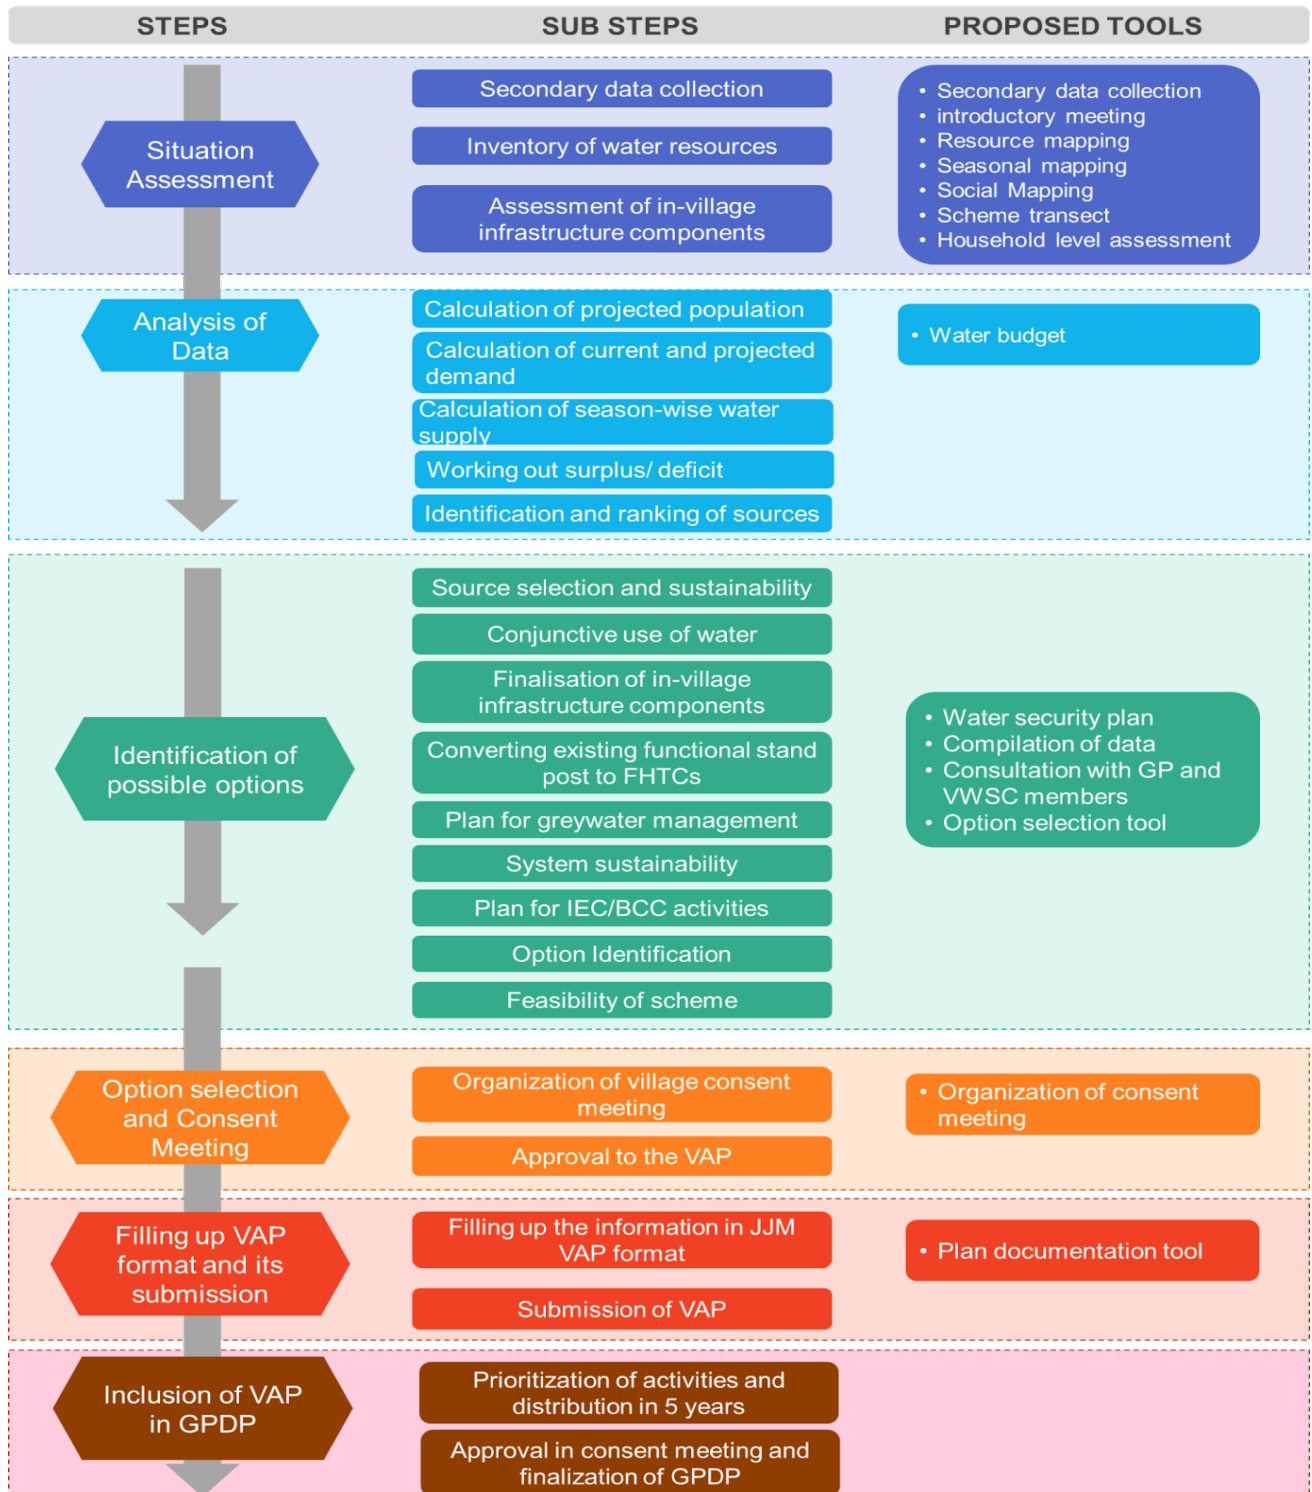 STEPS
SUB STEPS
PROPOSED TOOLS
Situation
Assessment
Secondary data collection
Inventory of water resources
Assessment of in-village
infrastructure components
• Secondary data collection
• introductory meeting
• Resource mapping
• Seasonal mapping
• Social Mapping
• Scheme transect
• Household level assessment
Analysis of
Data
Calculation of projected population
Calculation of current and projected
demand
Calculation of season-wise water
supply
Working out surplus/ deficit
Identification and ranking of sources
• Water budget
Identification of
possible options
Source selection and sustainability
Conjunctive use of water
Finalisation of in-village
infrastructure components
Converting existing functional stand
post to FHTCs
Plan for greywater management
System sustainability
Plan for IEC/BCC activities
Option Identification
Feasibility of scheme
• Water security plan
• Compilation of data
• Consultation with GP and
VWSC members
• Option selection tool
Option selection
and Consent
Meeting
Organization of village consent
meeting
Approval to the VAP
• Organization of consent
meeting
Filling up VAP
format and its
submission
Filling up the information in JJM
VAP format
Submission of VAP
• Plan documentation tool
Inclusion of VAP
in GPDP
Prioritization of activities and
distribution in 5 years
Approval in consent meeting and
finalization of GPDP